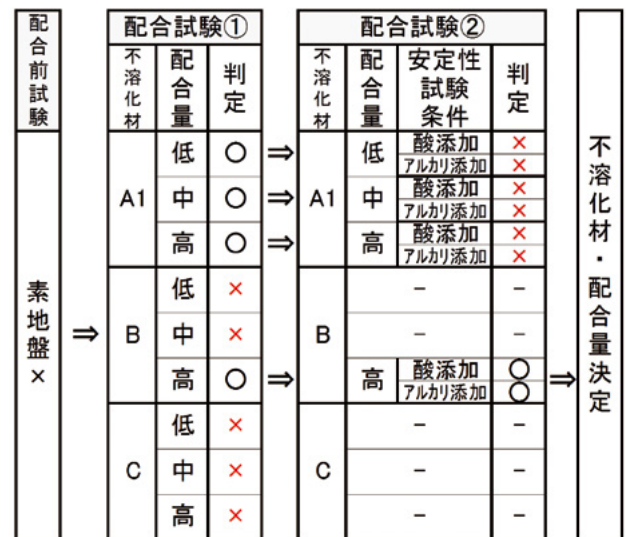 配合前試験
素地盤×
⇒
配合試験①
不溶化材 配合量 判定
A1 低 ○ ⇒
中 ○ ⇒
高 ○ ⇒
B 低 ×
中 ×
高 ○ ⇒
C 低 ×
中 ×
高 ×
配合試験②
不溶化材 配合量 安定性試験条件 判定
A1 低 酸添加 ×
アルカリ添加 ×
中 酸添加 ×
アルカリ添加 ×
高 酸添加 ×
アルカリ添加 ×
B − −
− −
高 酸添加 ○
アルカリ添加 ○
⇒
C − −
− −
− −
不溶化材・配合量決定